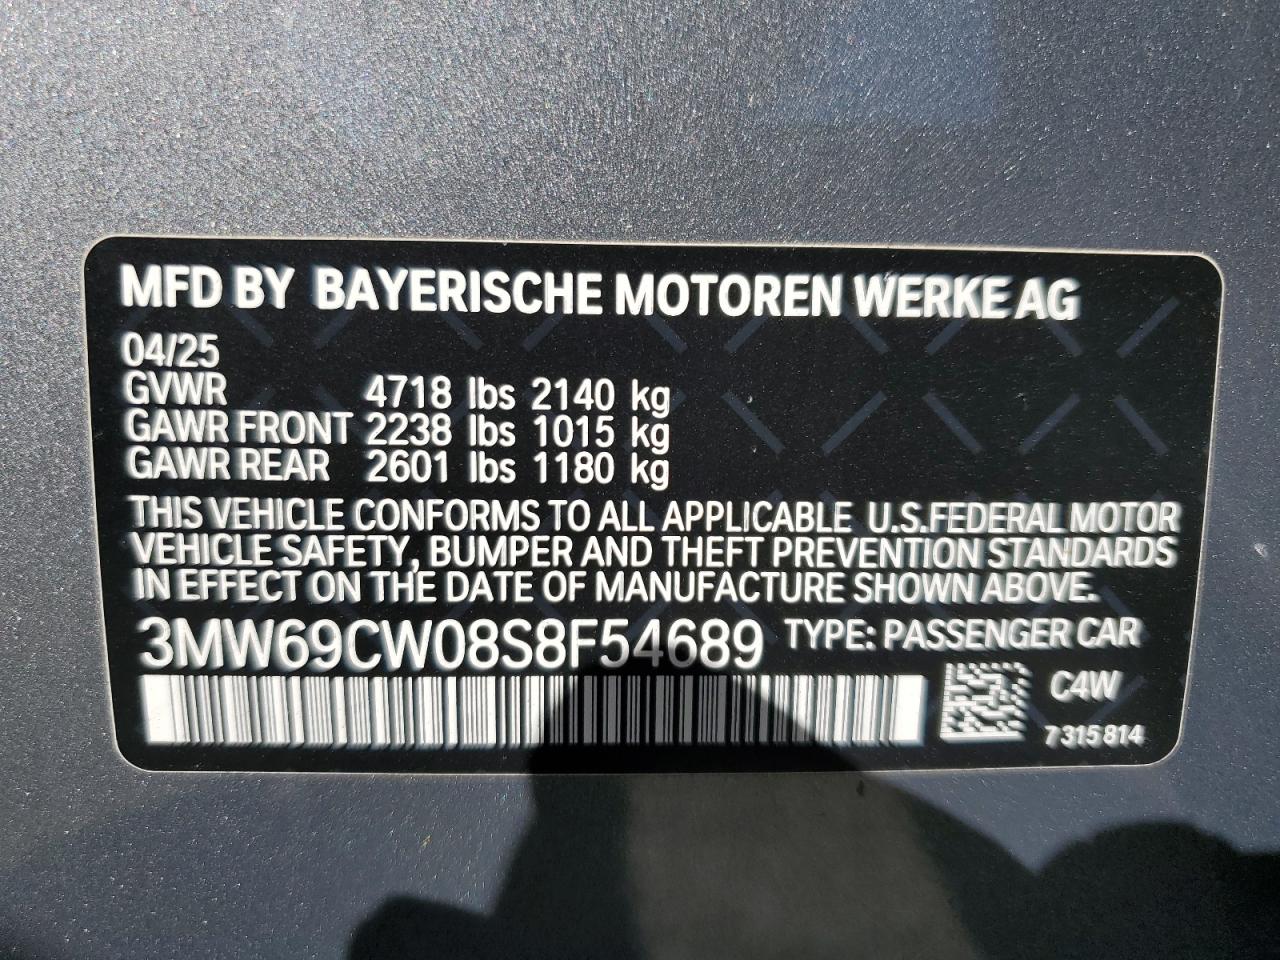 MFD BY BAYERISCHE MOTOREN WERKE AG
04/25
GVWR 4718 lbs 2140 kg
GAWR FRONT 2238 lbs 1015 kg
GAWR REAR 2601 lbs 1180 kg
THIS VEHICLE CONFORMS TO ALL APPLICABLE U.S.FEDERAL MOTOR
VEHICLE SAFETY, BUMPER AND THEFT PREVENTION STANDARDS
IN EFFECT ON THE DATE OF MANUFACTURE SHOWN ABOVE.
3MW69CW08S8F54689 TYPE: PASSENGER CAR
C4W
7315814